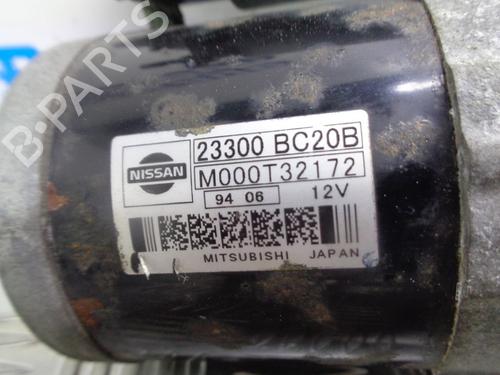 B-PARTS
NISSAN
23300 BC20B
M000T32172
94 06 12V
MITSUBISHI JAPAN